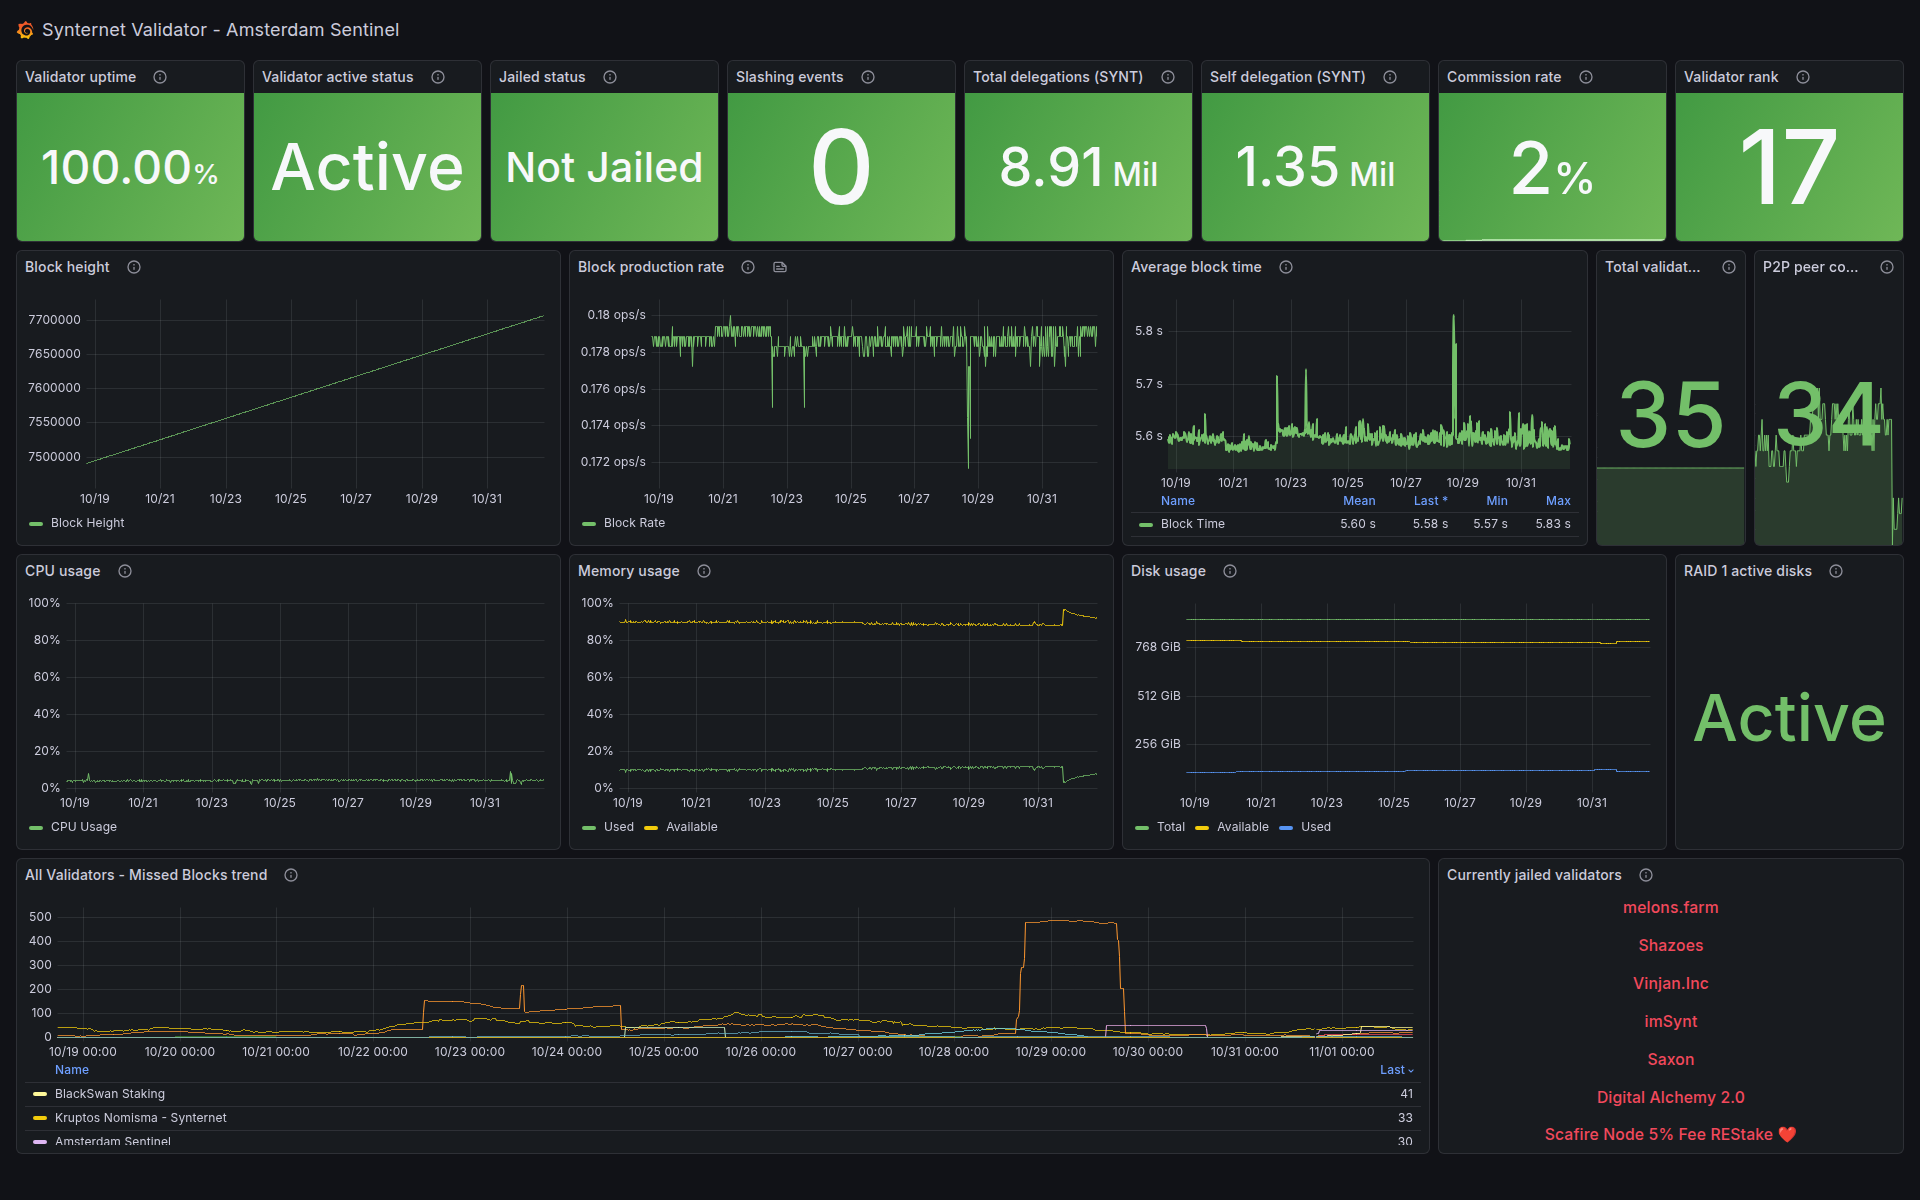 Synternet Validator - Amsterdam Sentinel
Validator uptime
Validator active status
Jailed status
Slashing events
Total delegations (SYNT)
Self delegation (SYNT)
Commission rate
Validator rank
100.00%
Active
Not Jailed
0
8.91 Mil
1.35 Mil
2%
17
Block height
7700000
7650000
7600000
7550000
7500000
10/19 10/21 10/23 10/25 10/27 10/29 10/31
Block Height
Block production rate
0.18 ops/s
0.178 ops/s
0.176 ops/s
0.174 ops/s
0.172 ops/s
10/19 10/21 10/23 10/25 10/27 10/29 10/31
Block Rate
Average block time
5.8 s
5.7 s
5.6 s
10/19 10/21 10/23 10/25 10/27 10/29 10/31
Name Mean Last * Min Max
Block Time 5.60 s 5.58 s 5.57 s 5.83 s
Total validat...
35
P2P peer co...
34
CPU usage
100%
80%
60%
40%
20%
0%
10/19 10/21 10/23 10/25 10/27 10/29 10/31
CPU Usage
Memory usage
100%
80%
60%
40%
20%
0%
10/19 10/21 10/23 10/25 10/27 10/29 10/31
Used Available
Disk usage
768 GiB
512 GiB
256 GiB
10/19 10/21 10/23 10/25 10/27 10/29 10/31
Total Available Used
RAID 1 active disks
Active
All Validators - Missed Blocks trend
500
400
300
200
100
0
10/19 00:00 10/20 00:00 10/21 00:00 10/22 00:00 10/23 00:00 10/24 00:00 10/25 00:00 10/26 00:00 10/27 00:00 10/28 00:00 10/29 00:00 10/30 00:00 10/31 00:00 11/01 00:00
Name Last
BlackSwan Staking 41
Kruptos Nomisma - Synternet 33
Amsterdam Sentinel 30
Currently jailed validators
melons.farm
Shazoes
Vinjan.Inc
imSynt
Saxon
Digital Alchemy 2.0
Scafire Node 5% Fee REStake ❤️